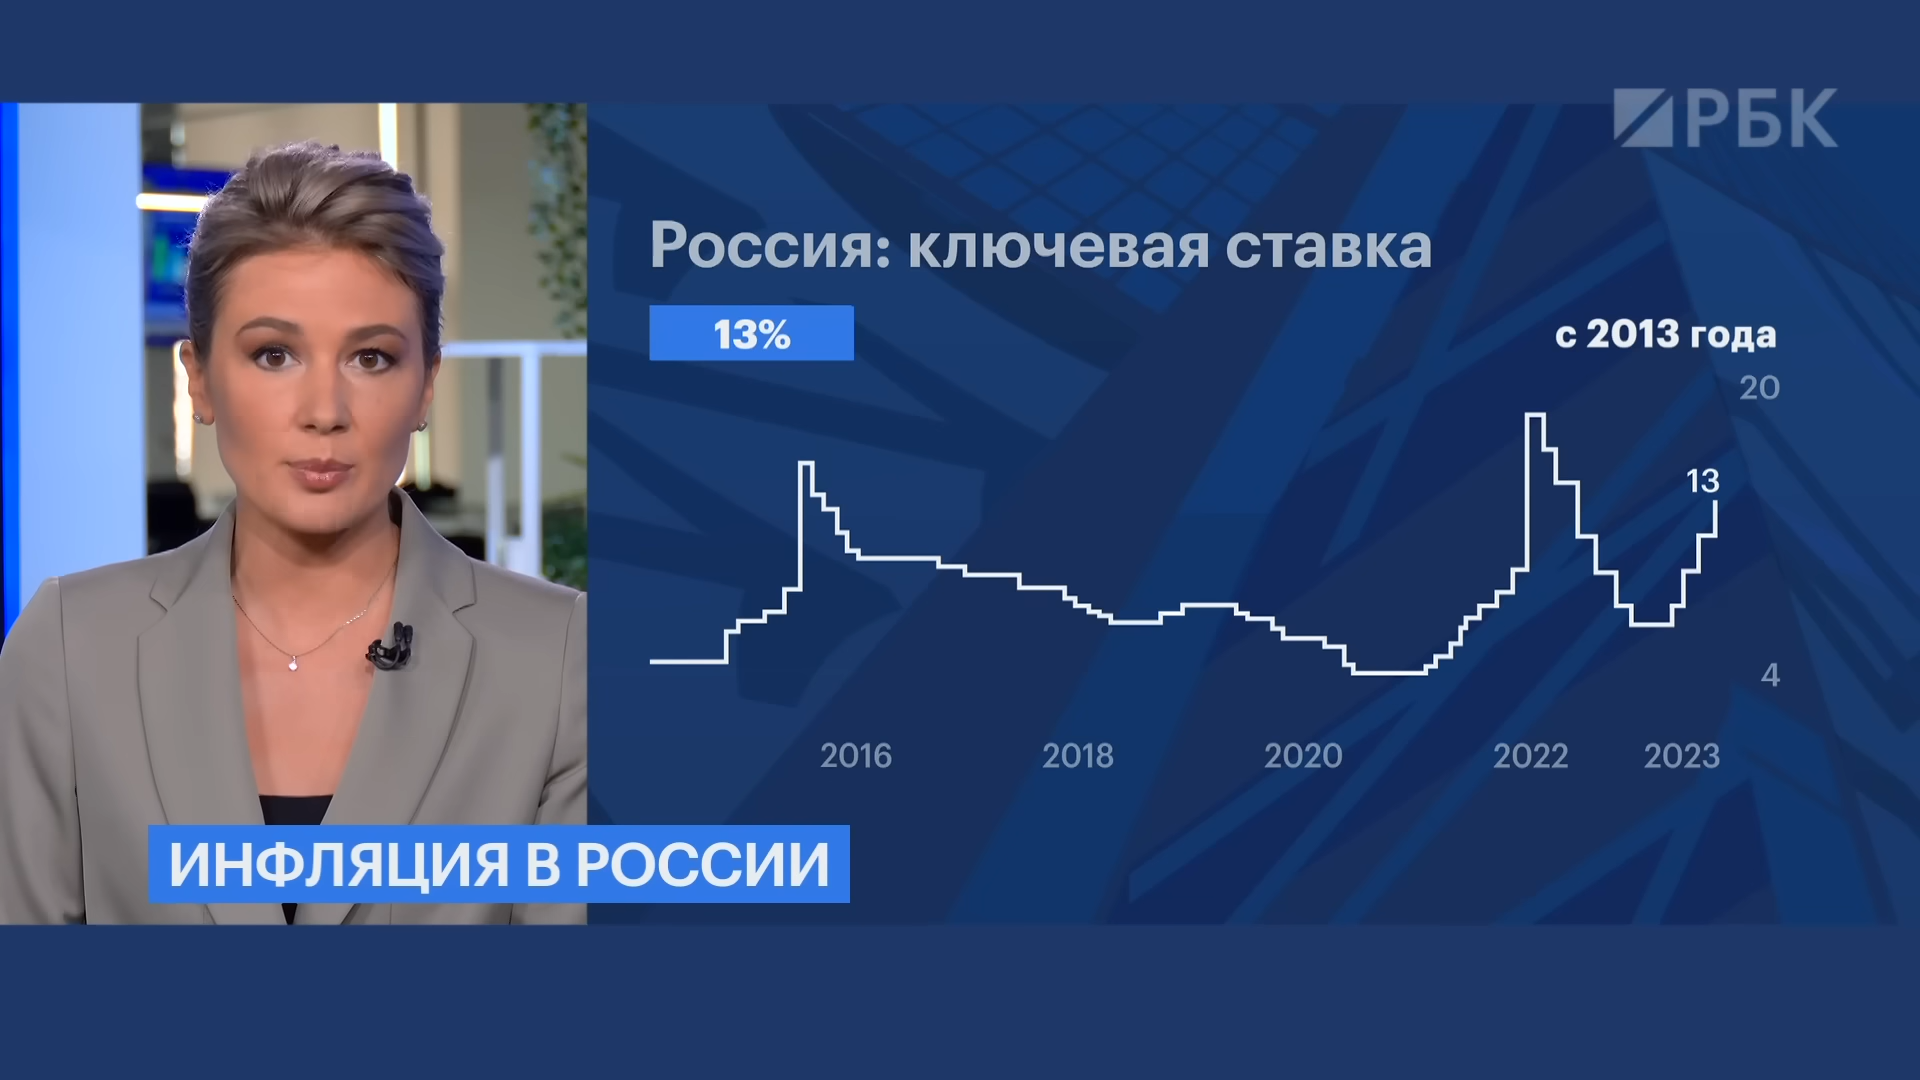 РБК
Россия: ключевая ставка
13%
с 2013 года
20
13
4
2016 2018 2020 2022 2023
ИНФЛЯЦИЯ В РОССИИ